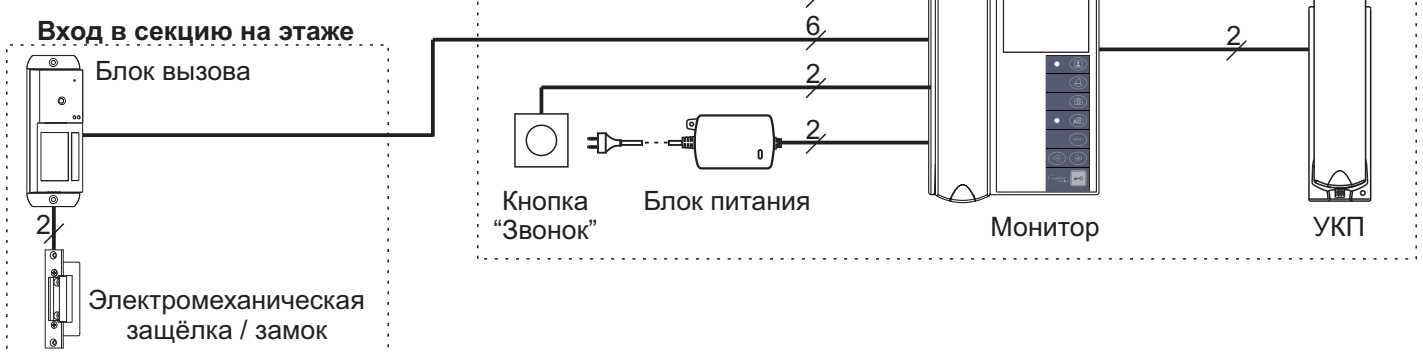 Вход в секцию на этаже
Блок вызова
6
2
2
2
2
Кнопка
“Звонок”
Блок питания
Монитор
УКП
Электромеханическая
защёлка / замок